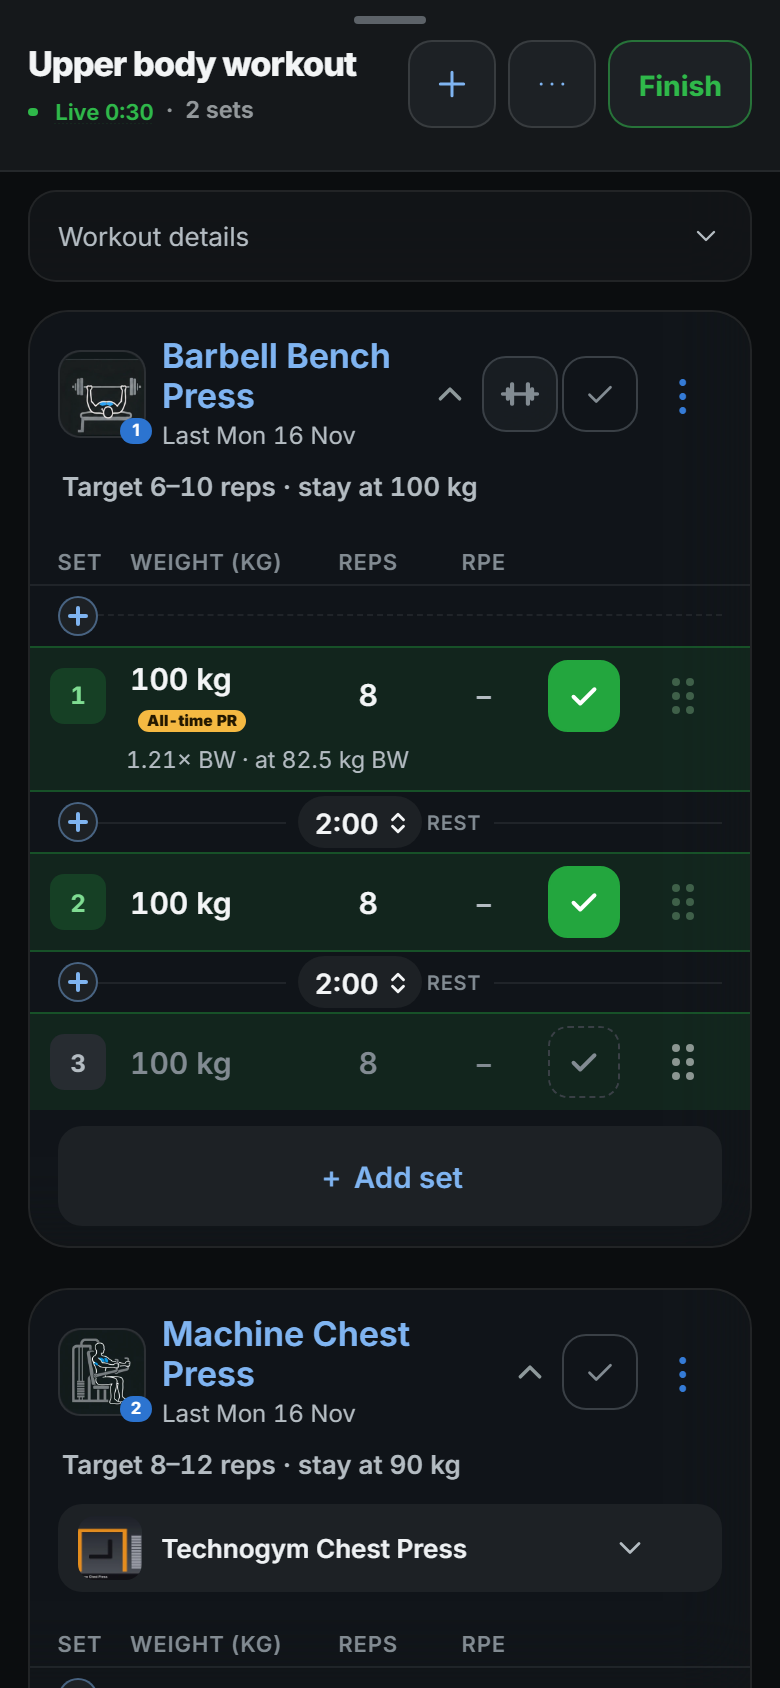 Upper body workout
Live 0:30 · 2 sets
+
...
Finish
Workout details
Barbell Bench
Press
1
Last Mon 16 Nov
Target 6–10 reps · stay at 100 kg
SET WEIGHT (KG) REPS RPE
1 100 kg 8 –
All-time PR
1.21× BW · at 82.5 kg BW
2:00 REST
2 100 kg 8 –
2:00 REST
3 100 kg 8 –
+ Add set
Machine Chest
Press
2
Last Mon 16 Nov
Target 8–12 reps · stay at 90 kg
Technogym Chest Press
SET WEIGHT (KG) REPS RPE